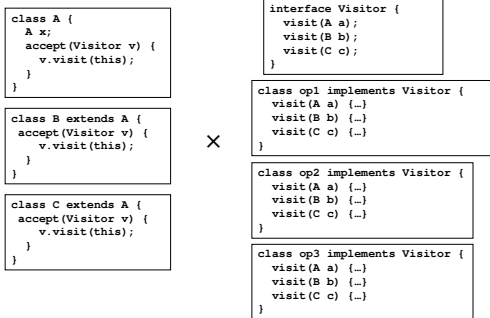 class A {
  A x;
  accept(Visitor v) {
    v.visit(this);
  }
}
class B extends A {
 accept(Visitor v) {
    v.visit(this);
  }
}
class C extends A {
 accept(Visitor v) {
    v.visit(this);
  }
}
×
interface Visitor {
  visit(A a);
  visit(B b);
  visit(C c);
}
class op1 implements Visitor {
  visit(A a) {…}
  visit(B b) {…}
  visit(C c) {…}
}
class op2 implements Visitor {
  visit(A a) {…}
  visit(B b) {…}
  visit(C c) {…}
}
class op3 implements Visitor {
  visit(A a) {…}
  visit(B b) {…}
  visit(C c) {…}
}